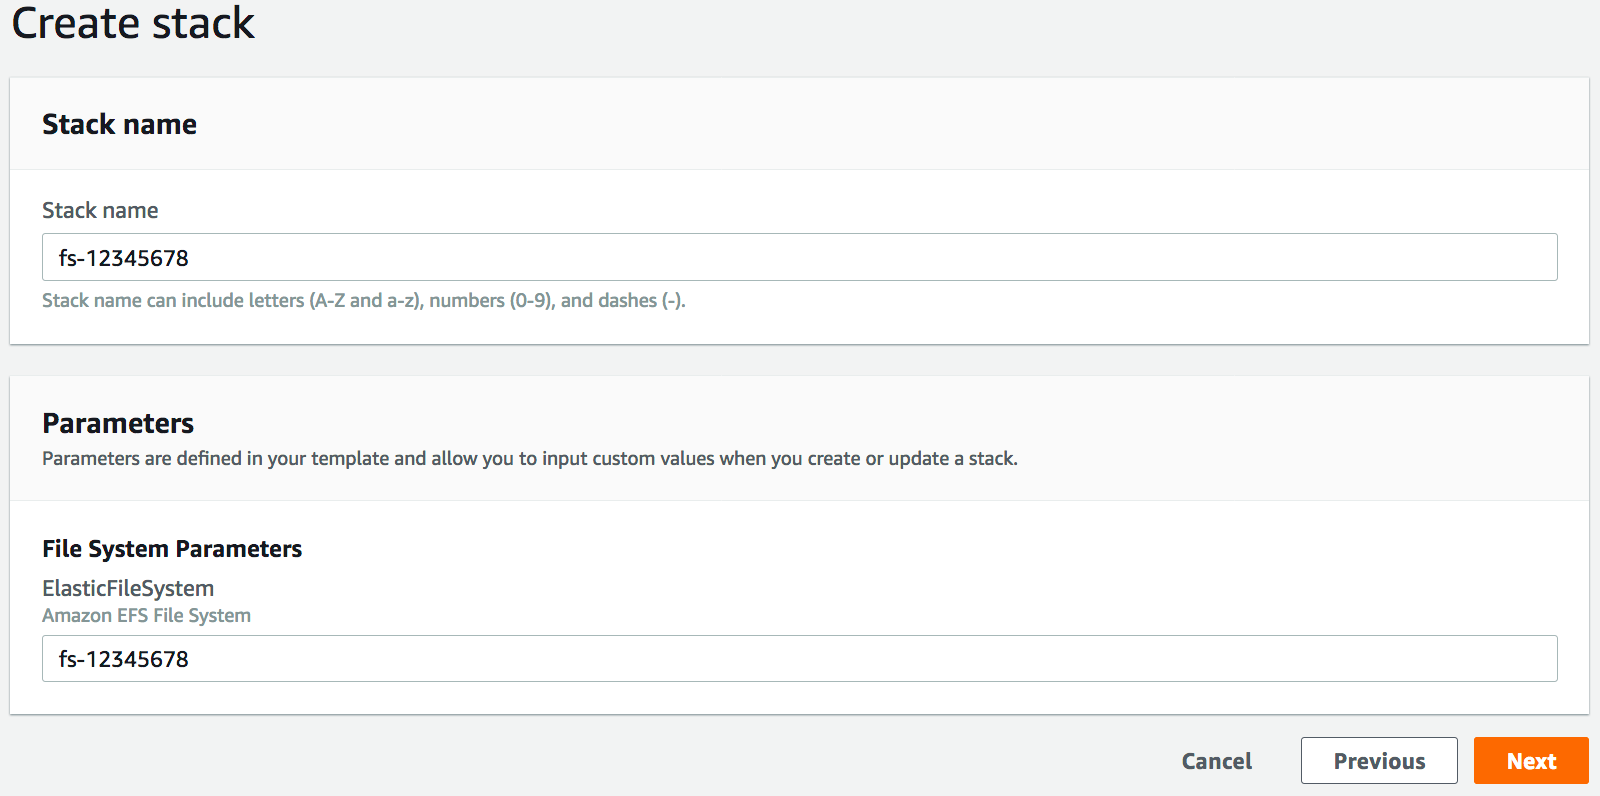 Create stack
Stack name
Stack name
fs-12345678
Stack name can include letters (A-Z and a-z), numbers (0-9), and dashes (-).
Parameters
Parameters are defined in your template and allow you to input custom values when you create or update a stack.
File System Parameters
ElasticFileSystem
Amazon EFS File System
fs-12345678
Cancel Previous Next